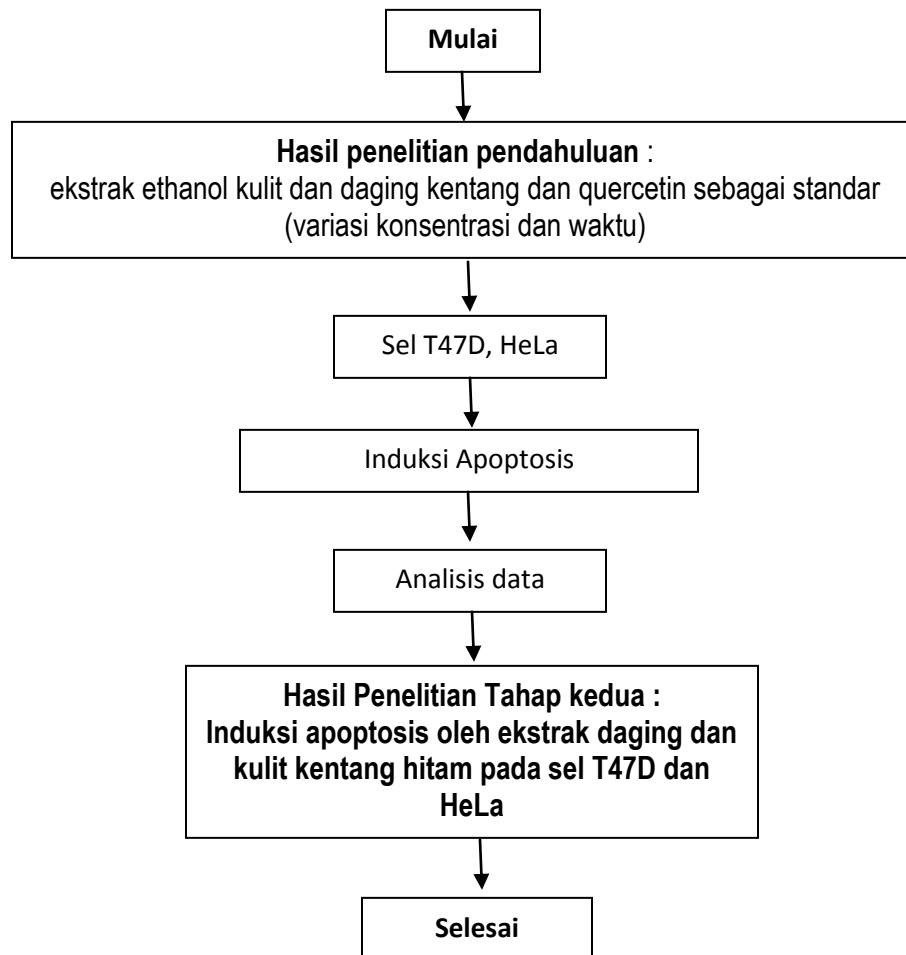 Mulai
Hasil penelitian pendahuluan :
ekstrak ethanol kulit dan daging kentang dan quercetin sebagai standar
(variasi konsentrasi dan waktu)
Sel T47D, HeLa
Induksi Apoptosis
Analisis data
Hasil Penelitian Tahap kedua :
Induksi apoptosis oleh ekstrak daging dan
kulit kentang hitam pada sel T47D dan
HeLa
Selesai